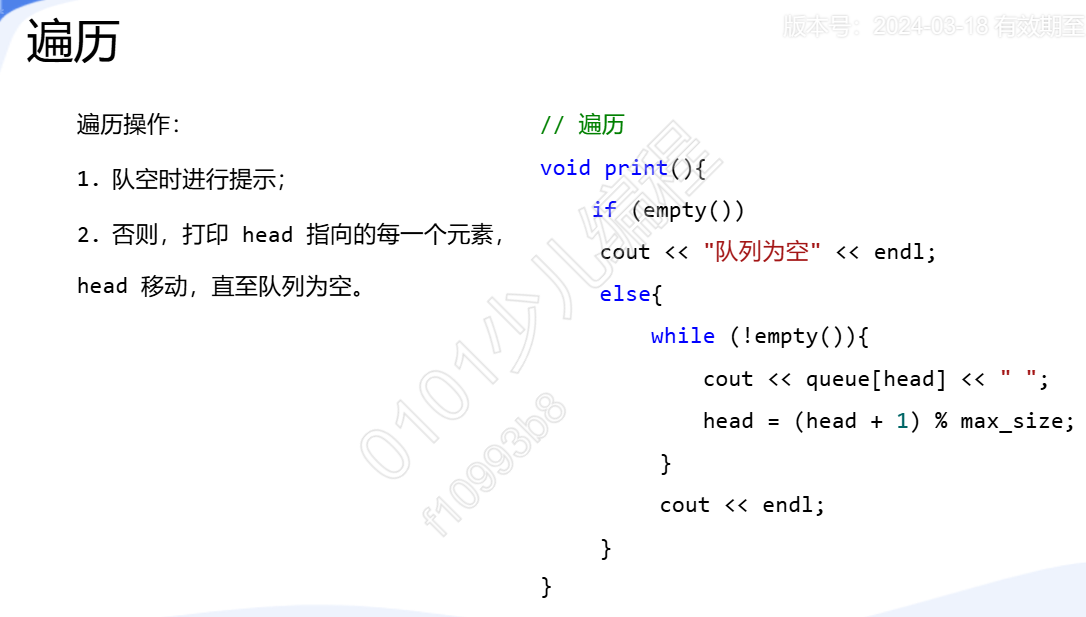 遍历
版本号：2024-03-18 有效期至
遍历操作：
1. 队空时进行提示；
2. 否则，打印 head 指向的每一个元素，
head 移动，直至队列为空。
// 遍历
void print(){
if (empty())
cout << "队列为空" << endl;
else{
while (!empty()){
cout << queue[head] << " ";
head = (head + 1) % max_size;
}
cout << endl;
}
}
0101少儿编程
f10993b8